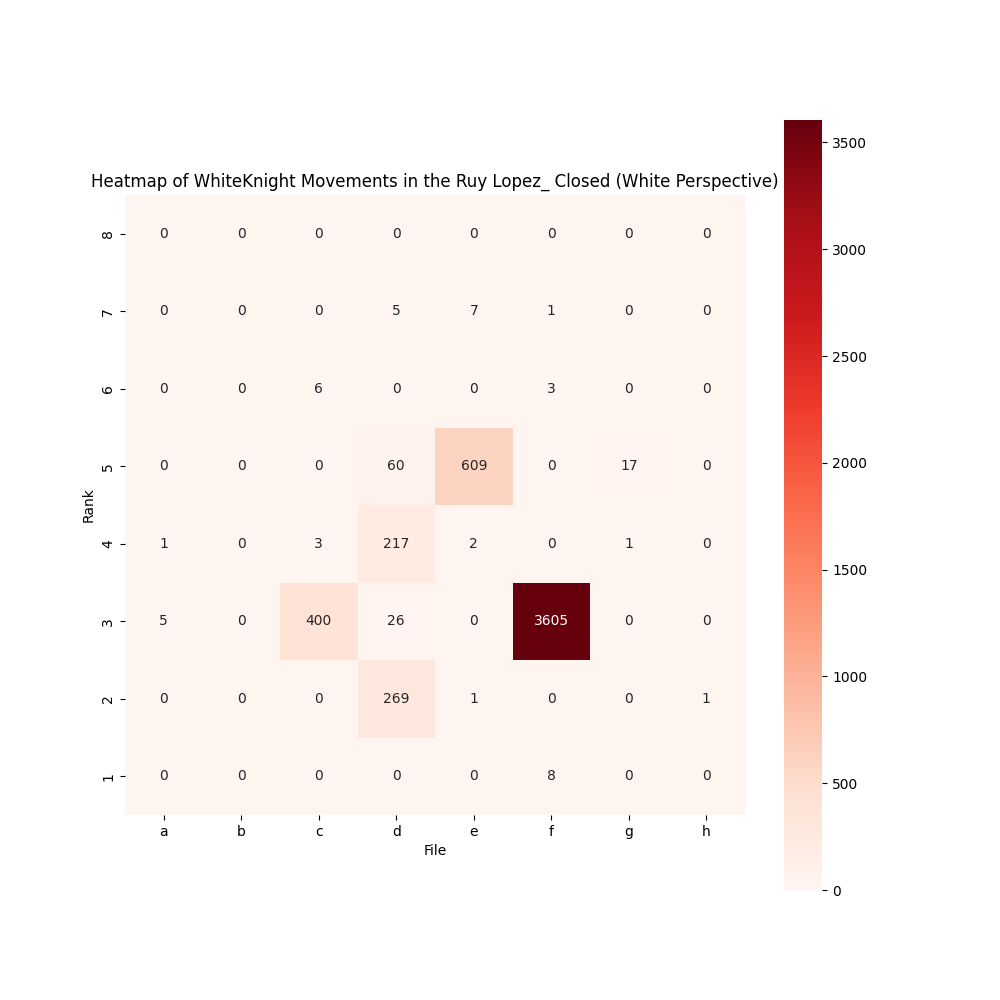 Heatmap of WhiteKnight Movements in the Ruy Lopez_ Closed (White Perspective)
8 0 0 0 0 0 0 0 0
7 0 0 0 5 7 1 0 0
6 0 0 6 0 0 3 0 0
5 0 0 0 60 609 0 17 0
4 1 0 3 217 2 0 1 0
3 5 0 400 26 0 3605 0 0
2 0 0 0 269 1 0 0 1
1 0 0 0 0 0 8 0 0
Rank
a b c d e f g h
File
3500
3000
2500
2000
1500
1000
500
0